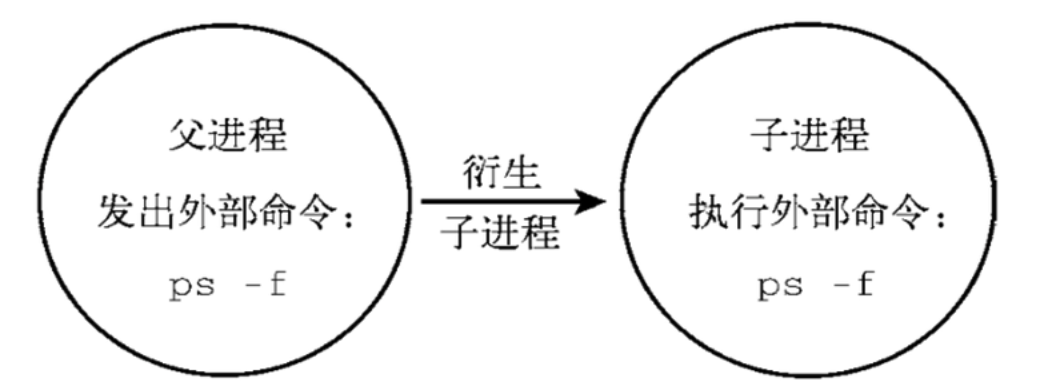 父进程
发出外部命令：
ps -f
衍生
子进程
子进程
执行外部命令：
ps -f